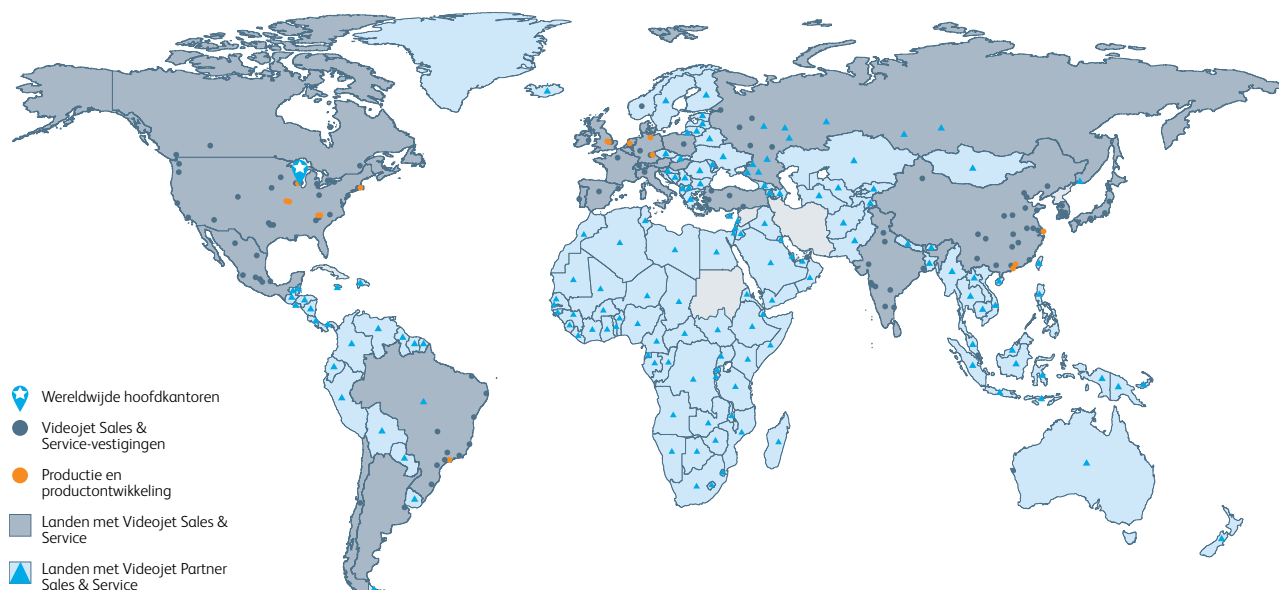 Wereldwijde hoofdkantoren
Videojet Sales &
Service-vestigingen
Productie en
productontwikkeling
Landen met Videojet Sales &
Service
Landen met Videojet Partner
Sales & Service